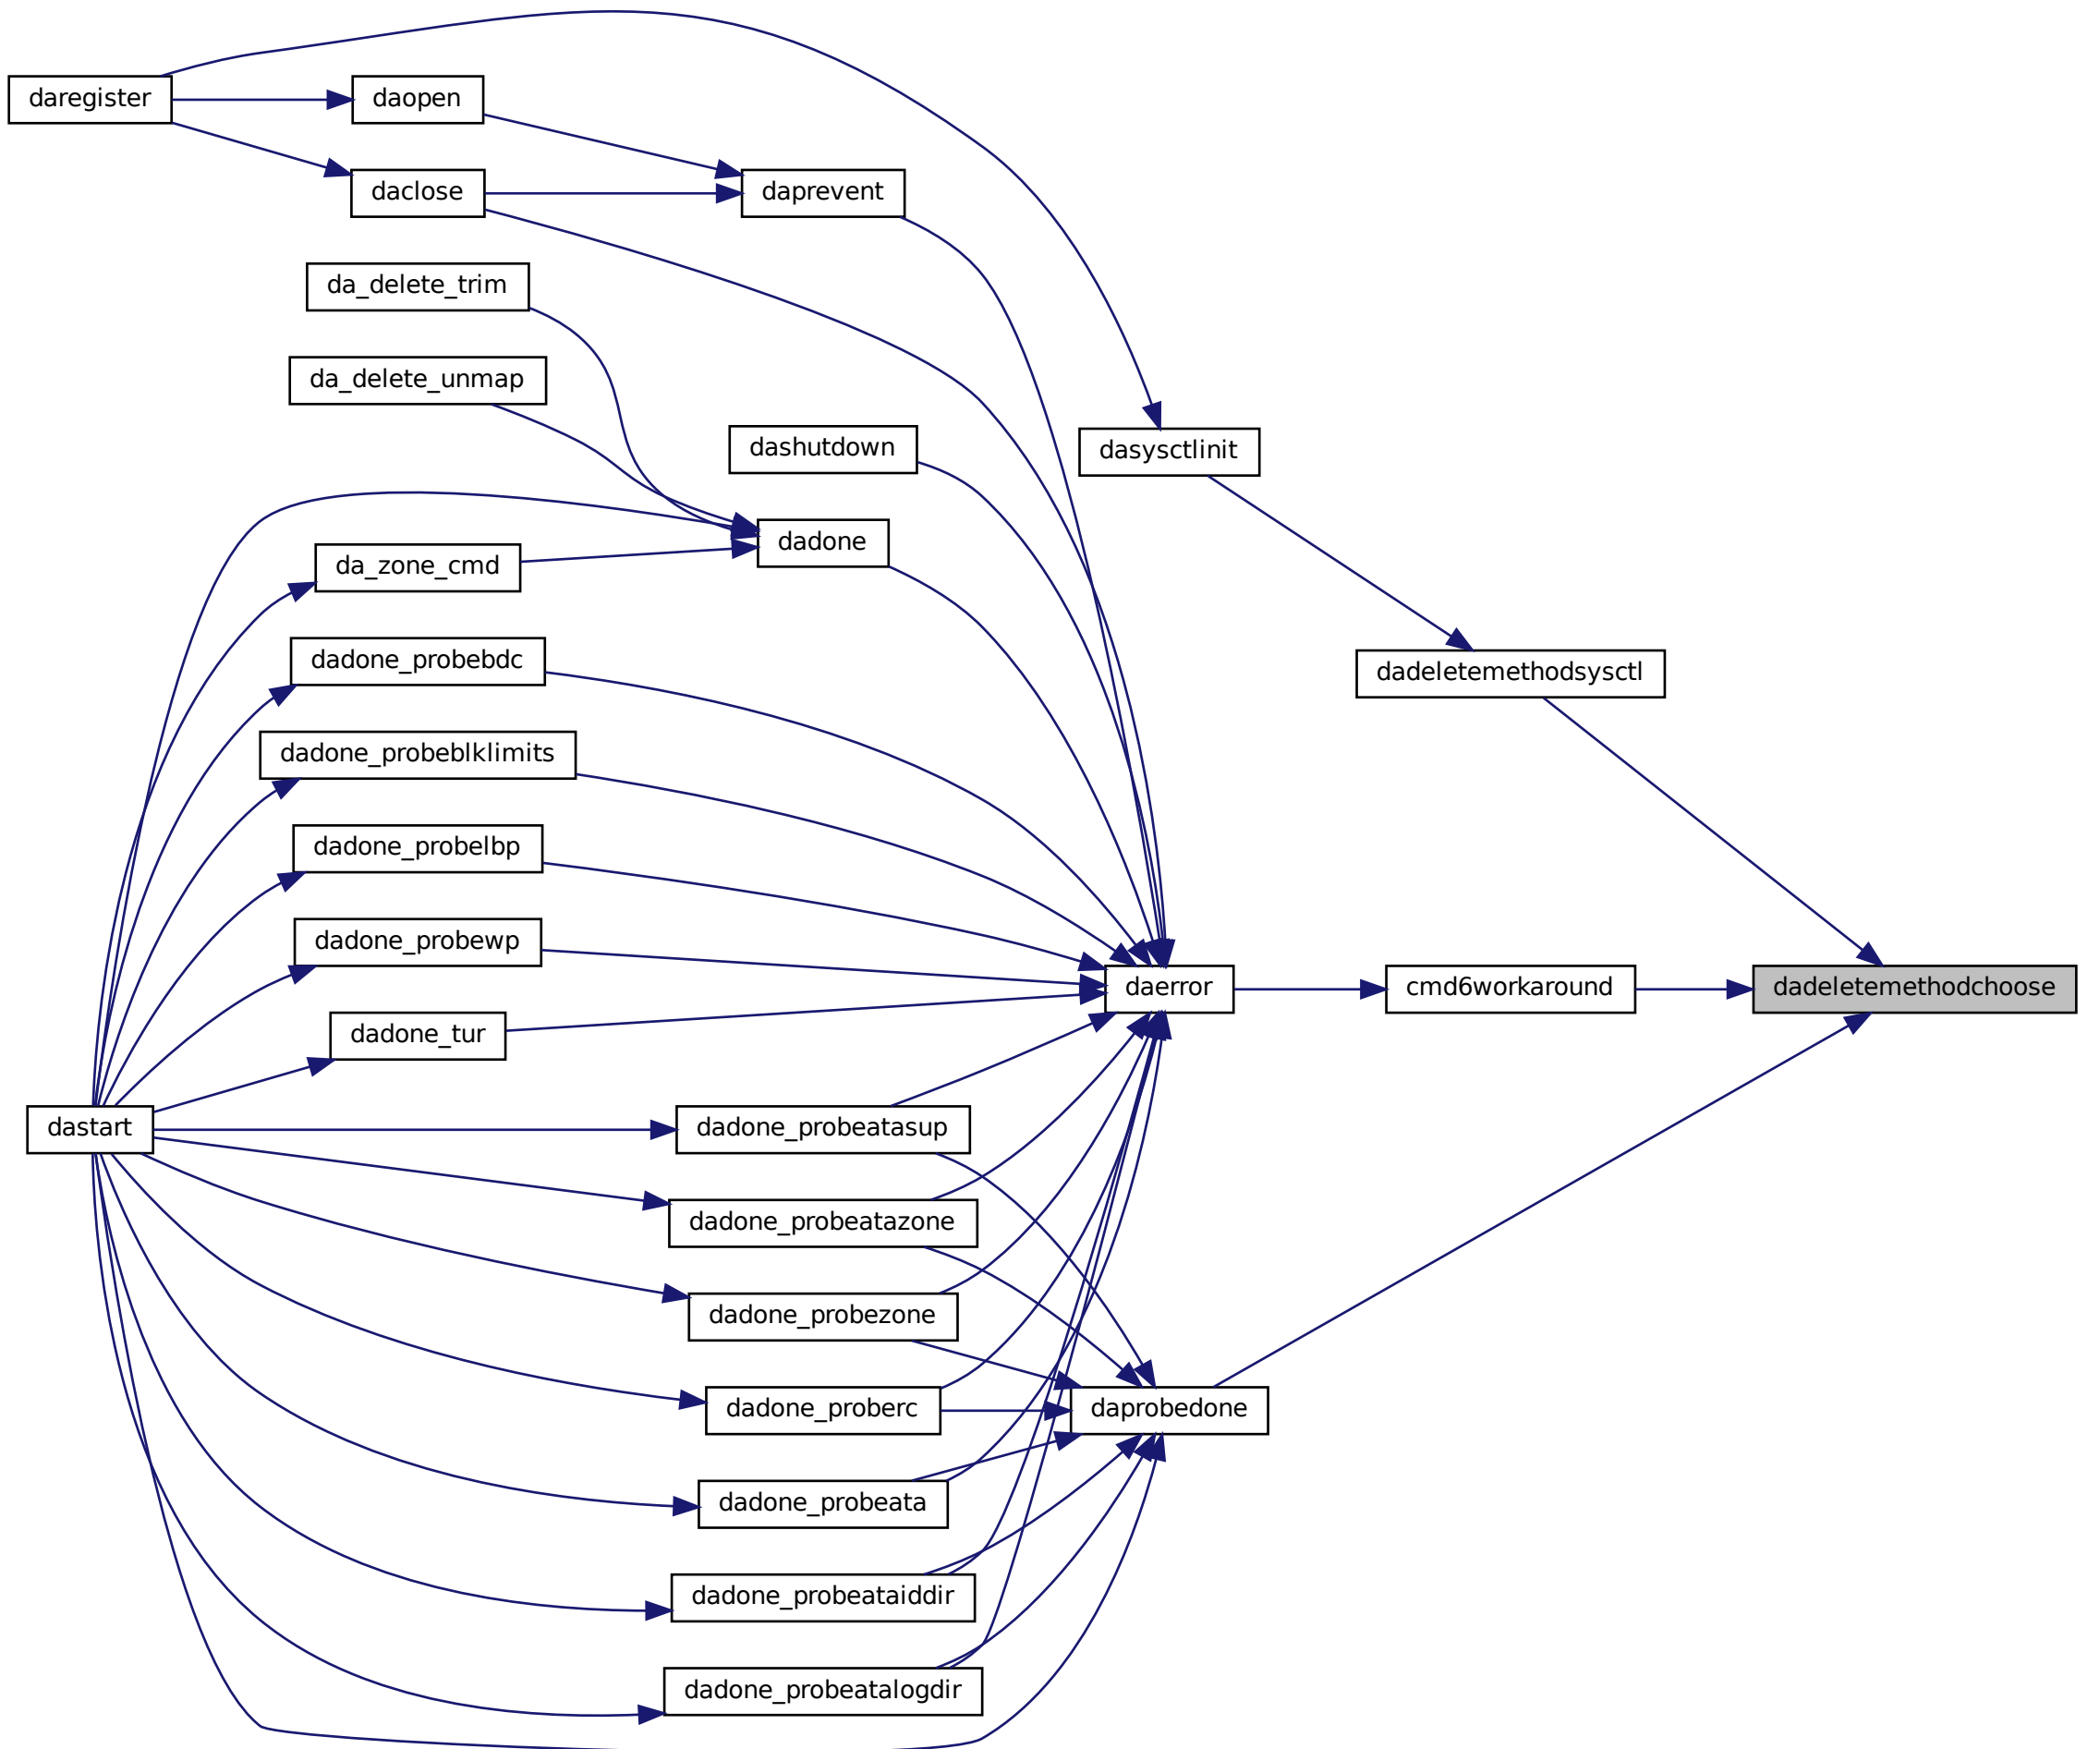 daregister
daopen
daclose
daprevent
da_delete_trim
da_delete_unmap
dashutdown
dasysctlinit
dadone
da_zone_cmd
dadone_probebdc
dadeletemethodsysctl
dadone_probeblklimits
dadone_probelbp
dadone_probewp
daerror
cmd6workaround
dadeletemethodchoose
dadone_tur
dastart
dadone_probeatasup
dadone_probeatazone
dadone_probezone
dadone_proberc
daprobedone
dadone_probeata
dadone_probeataiddir
dadone_probeatalogdir